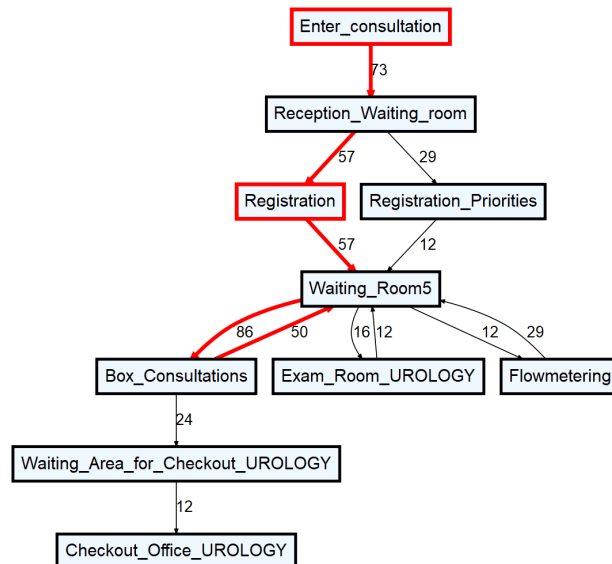 Enter_consultation
73
Reception_Waiting_room
57
29
Registration
Registration_Priorities
57
12
Waiting_Room5
86
50
16
12
12
29
Box_Consultations
Exam_Room_UROLOGY
Flowmetering
24
Waiting_Area_for_Checkout_UROLOGY
12
Checkout_Office_UROLOGY